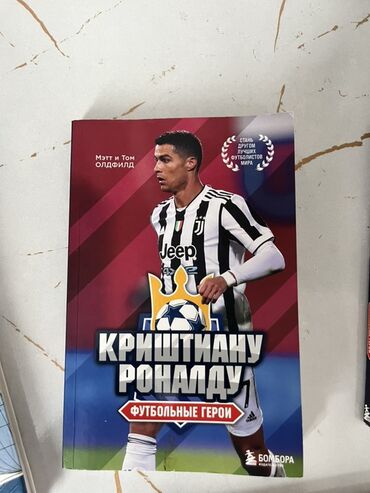 Мэтт и Том
ОЛДФИЛД
СТАНЬ
ДРУГОМ
ЛУЧШИХ
ФУТБОЛИСТОВ
МИРА
Jeep
КРИШТИАНУ
РОНАЛДУ
ФУТБОЛЬНЫЕ ГЕРОИ
БОМБОРА